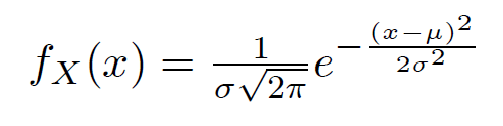 f_X(x) = \frac{1}{\sigma\sqrt{2\pi}} e^{-\frac{(x-\mu)^2}{2\sigma^2}}